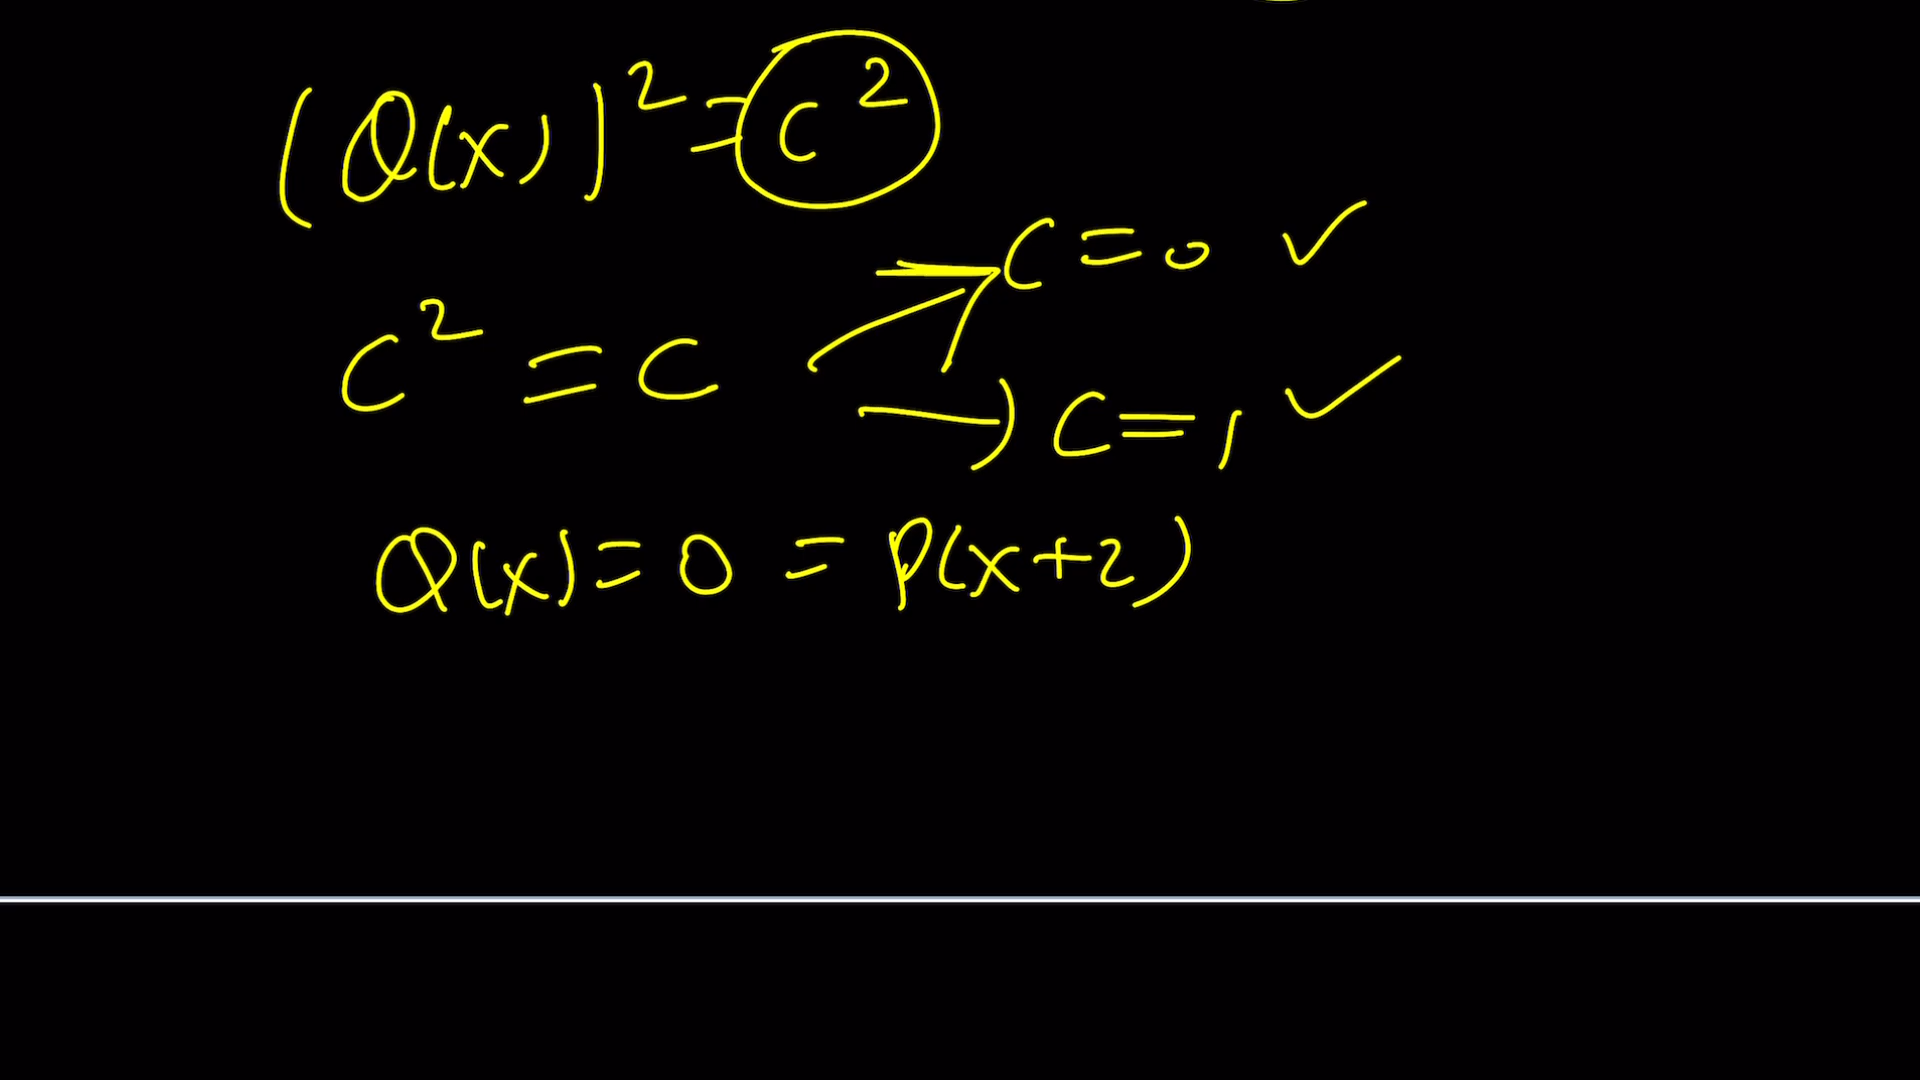 (Q(x))² = c²
c = 0 ✓
c² = c
c = 1 ✓
Q(x) = 0 = P(x+2)